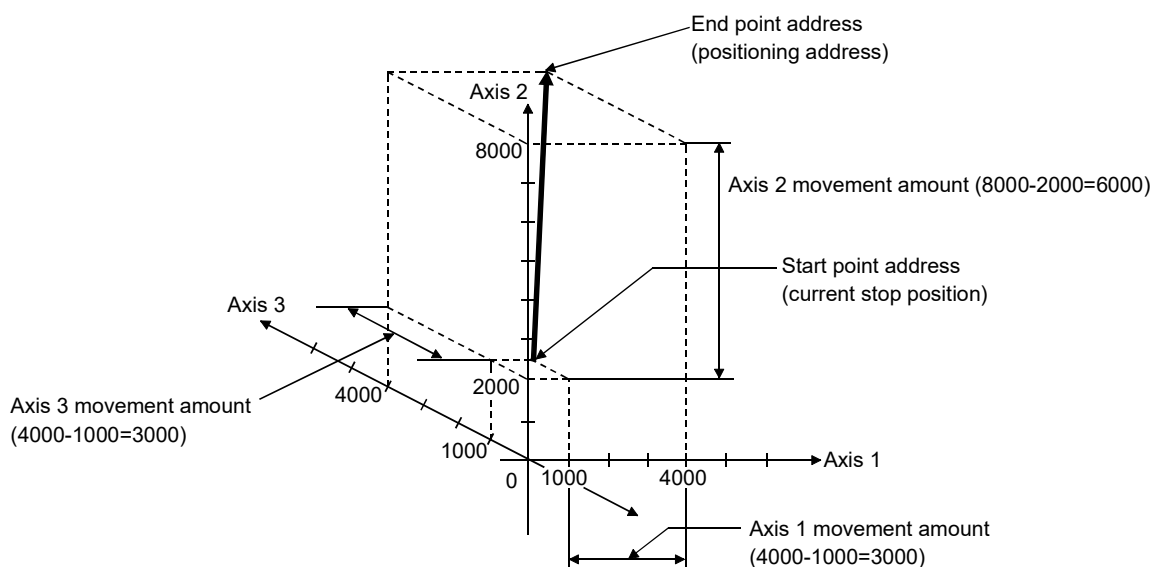 End point address
(positioning address)
Axis 2
8000
Axis 2 movement amount (8000-2000=6000)
Start point address
(current stop position)
Axis 3
2000
4000
Axis 3 movement amount
(4000-1000=3000)
1000
0
1000
4000
Axis 1
Axis 1 movement amount
(4000-1000=3000)